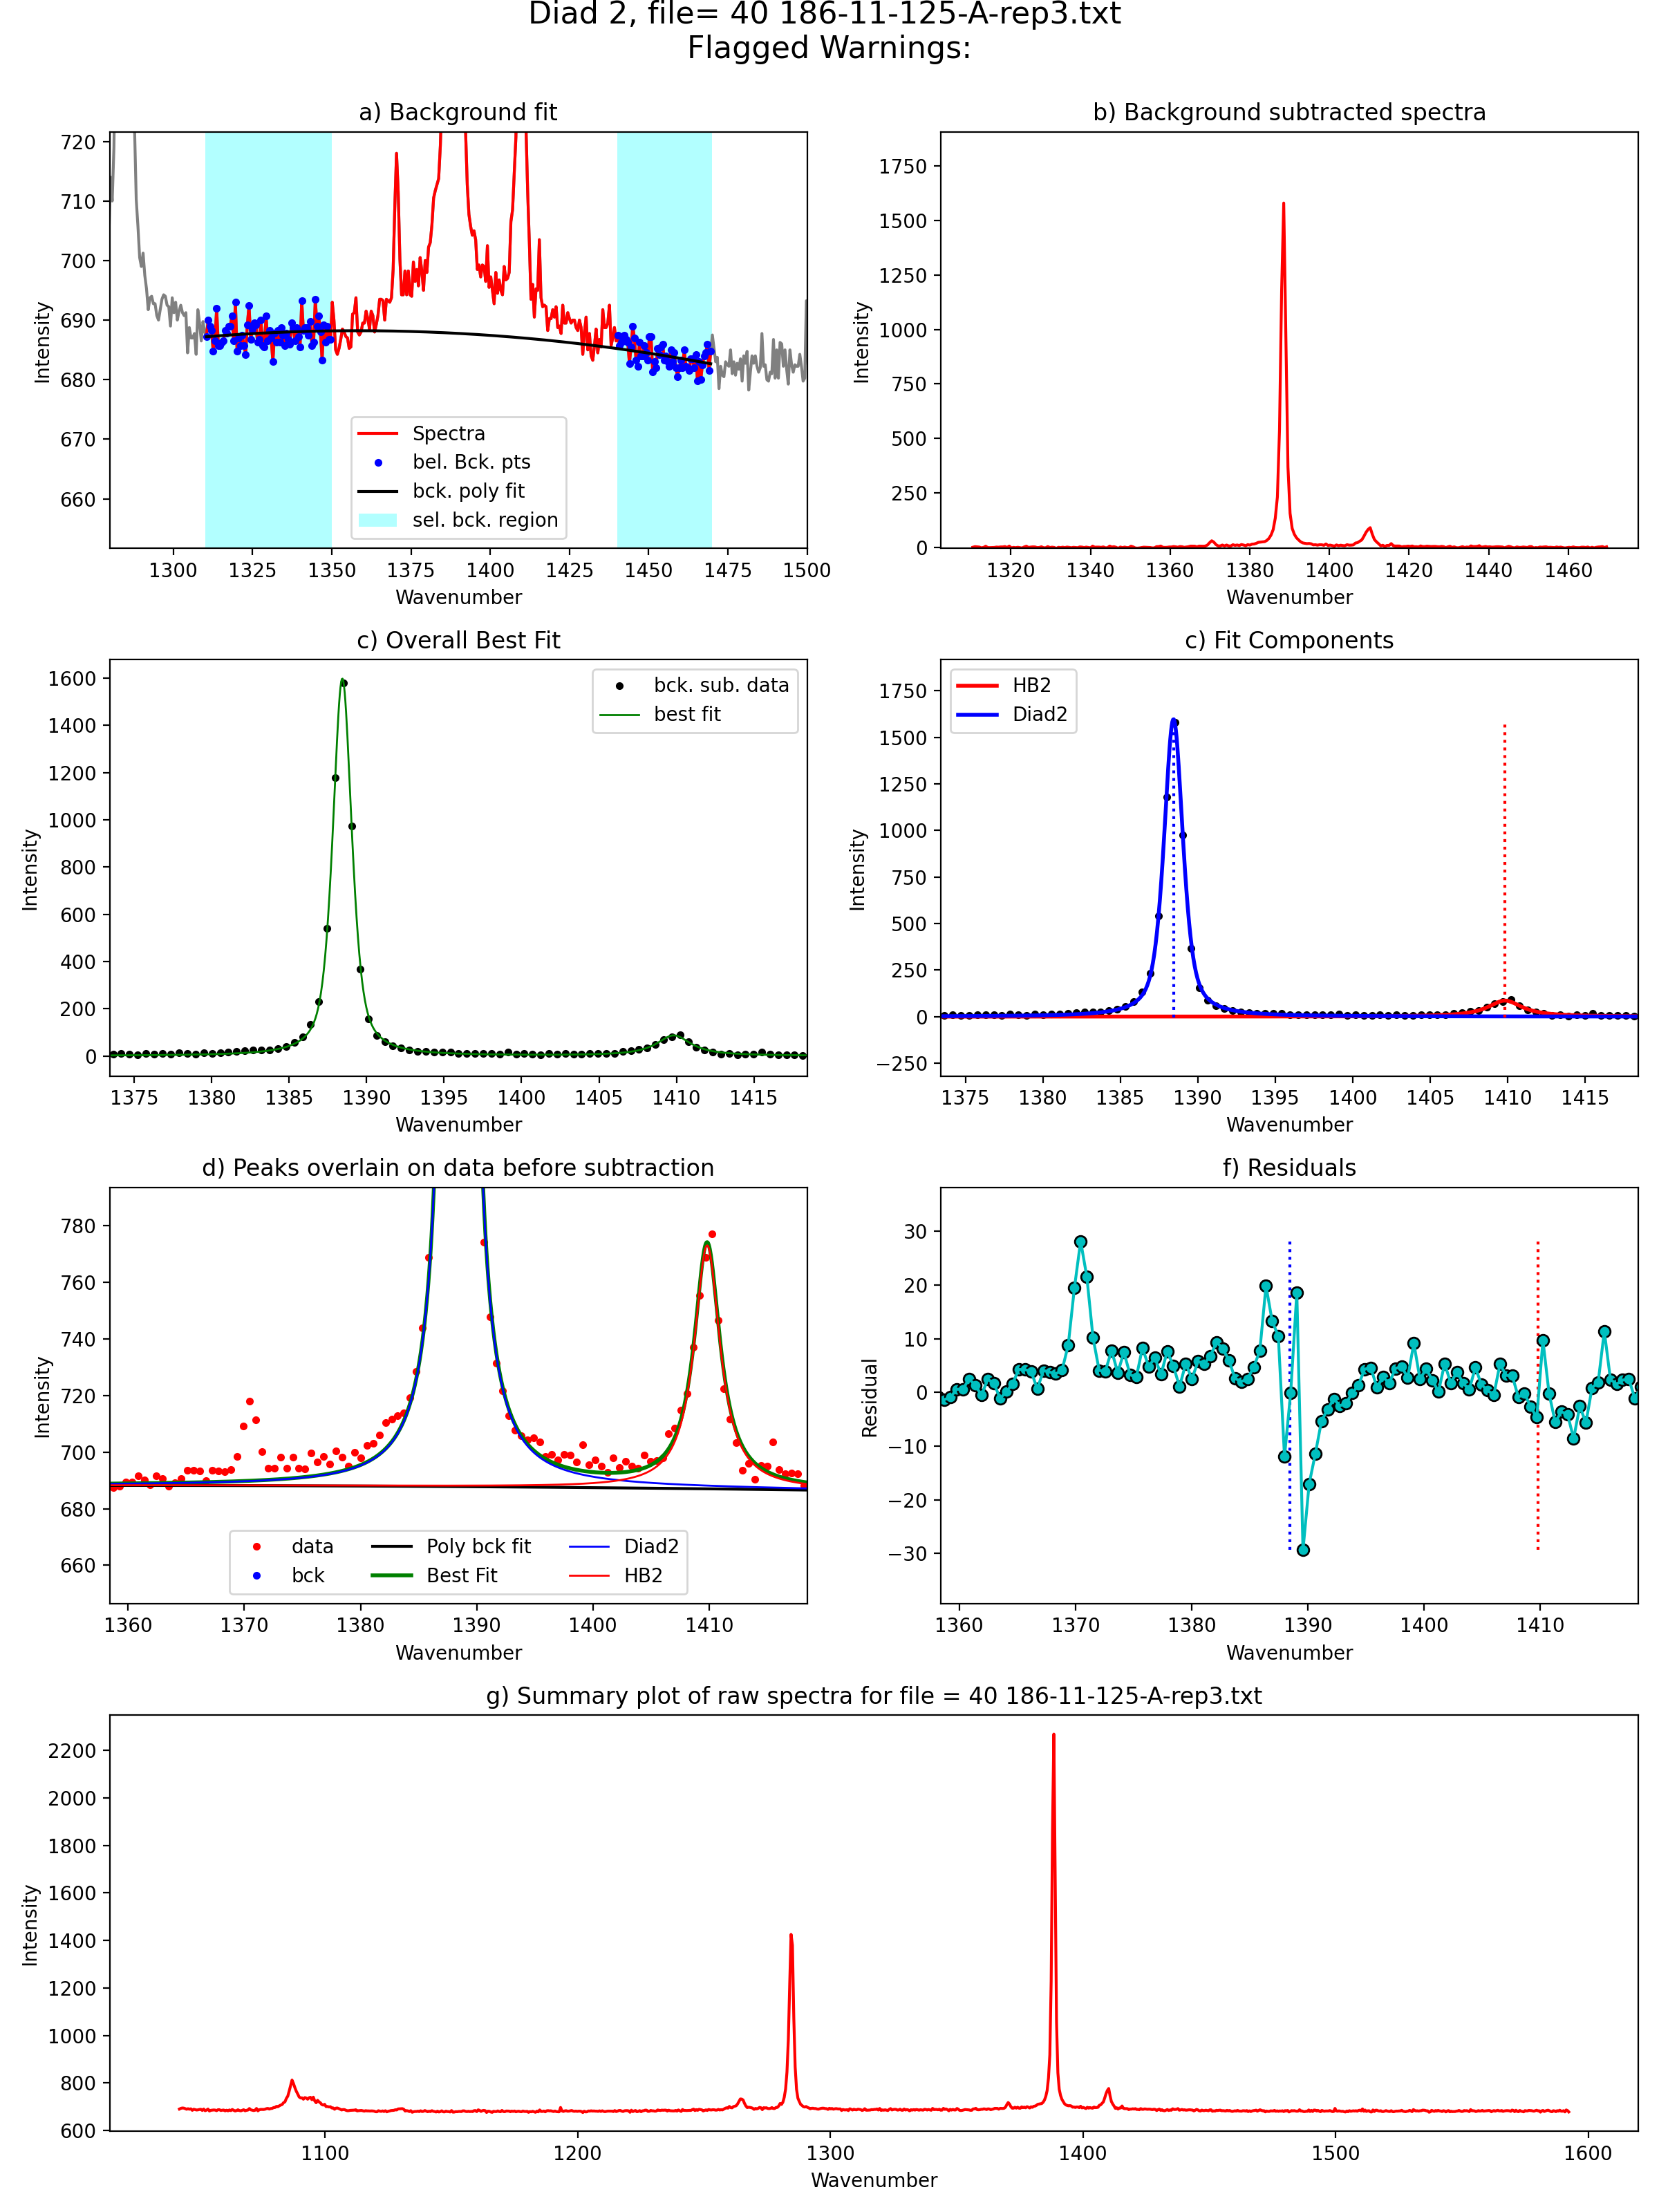 Diad 2, file= 40 186-11-125-A-rep3.txt
Flagged Warnings:
a) Background fit
720
710
700
690
680
670
660
Intensity
Spectra
bel. Bck. pts
bck. poly fit
sel. bck. region
1300 1325 1350 1375 1400 1425 1450 1475 1500
Wavenumber
b) Background subtracted spectra
1750
1500
1250
1000
750
500
250
0
Intensity
1320 1340 1360 1380 1400 1420 1440 1460
Wavenumber
c) Overall Best Fit
1600
1400
1200
1000
800
600
400
200
0
Intensity
bck. sub. data
best fit
1375 1380 1385 1390 1395 1400 1405 1410 1415
Wavenumber
c) Fit Components
HB2
Diad2
1750
1500
1250
1000
750
500
250
0
−250
Intensity
1375 1380 1385 1390 1395 1400 1405 1410 1415
Wavenumber
d) Peaks overlain on data before subtraction
780
760
740
720
700
680
660
Intensity
data
bck
Poly bck fit
Best Fit
Diad2
HB2
1360 1370 1380 1390 1400 1410
Wavenumber
f) Residuals
30
20
10
0
−10
−20
−30
Residual
1360 1370 1380 1390 1400 1410
Wavenumber
g) Summary plot of raw spectra for file = 40 186-11-125-A-rep3.txt
2200
2000
1800
1600
1400
1200
1000
800
600
Intensity
1100 1200 1300 1400 1500 1600
Wavenumber